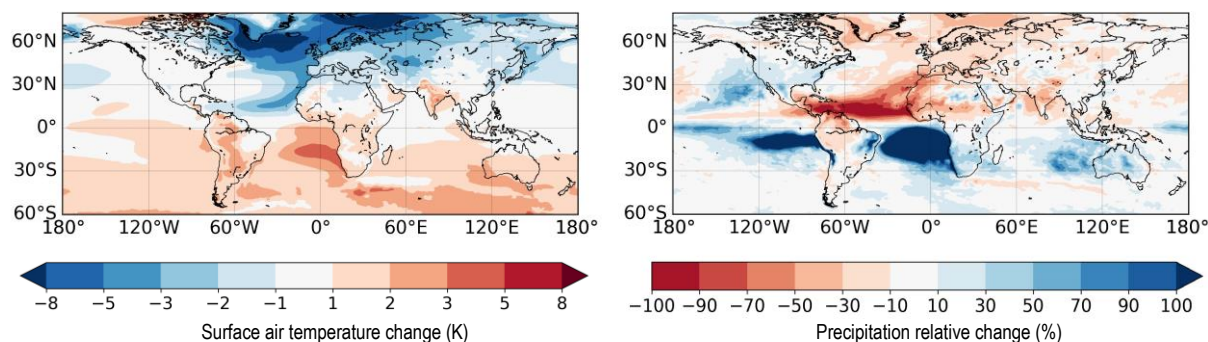 60°N
30°N
0°
30°S
60°S
180° 120°W 60°W 0° 60°E 120°E 180°
−8 −5 −3 −2 −1 1 2 3 5 8
Surface air temperature change (K)
60°N
30°N
0°
30°S
60°S
180° 120°W 60°W 0° 60°E 120°E 180°
−100 −90 −70 −50 −30 −10 10 30 50 70 90 100
Precipitation relative change (%)